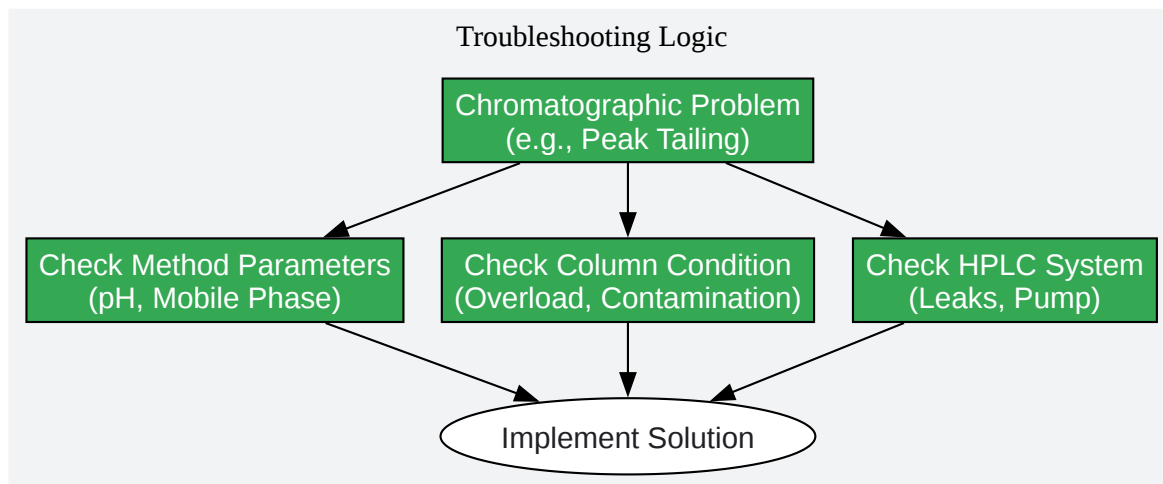 Troubleshooting Logic
Chromatographic Problem
(e.g., Peak Tailing)
Check Method Parameters
(pH, Mobile Phase)
Check Column Condition
(Overload, Contamination)
Check HPLC System
(Leaks, Pump)
Implement Solution